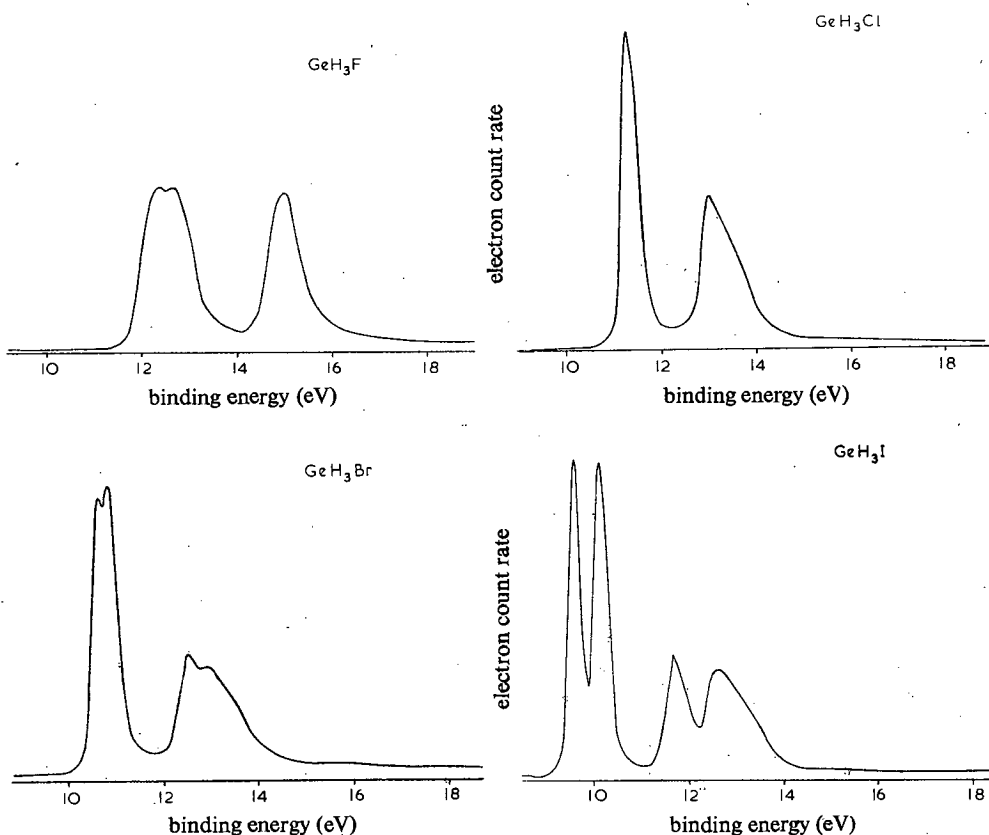 GeH₃F
10 12 14 16 18
binding energy (eV)
GeH₃Cl
electron count rate
10 12 14 16 18
binding energy (eV)
GeH₃Br
10 12 14 16 18
binding energy (eV)
GeH₃I
electron count rate
10 12 14 16 18
binding energy (eV)